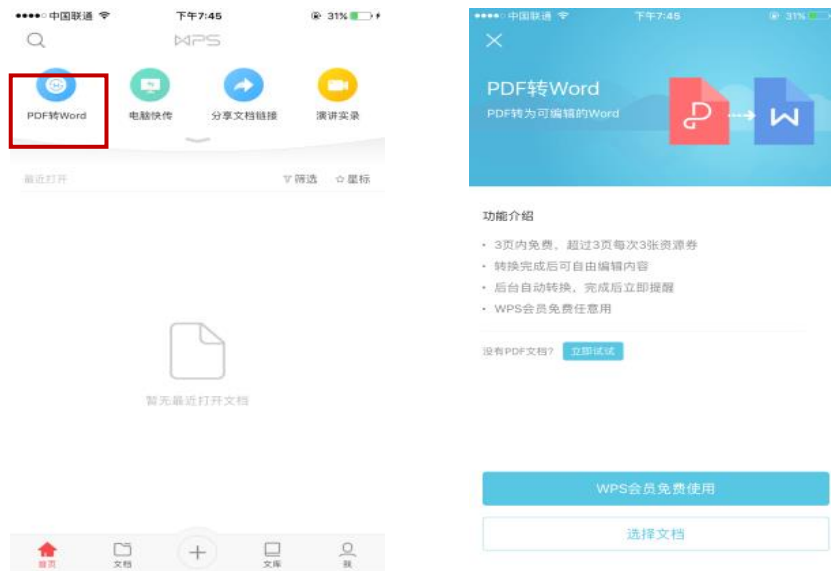 中国联通 下午7:45 31%
WPS
PDF转Word 电脑快传 分享文档链接 演讲实录
最近打开 筛选 星标
暂无最近打开文档
首页 文档 文库 我
中国联通 下午7:45 31%
PDF转Word
PDF转为可编辑的Word
功能介绍
· 3页内免费，超过3页每次3张资源券
· 转换完成后可自由编辑内容
· 后台自动转换，完成后立即提醒
· WPS会员免费任意用
没有PDF文档? 立即试试
WPS会员免费使用
选择文档